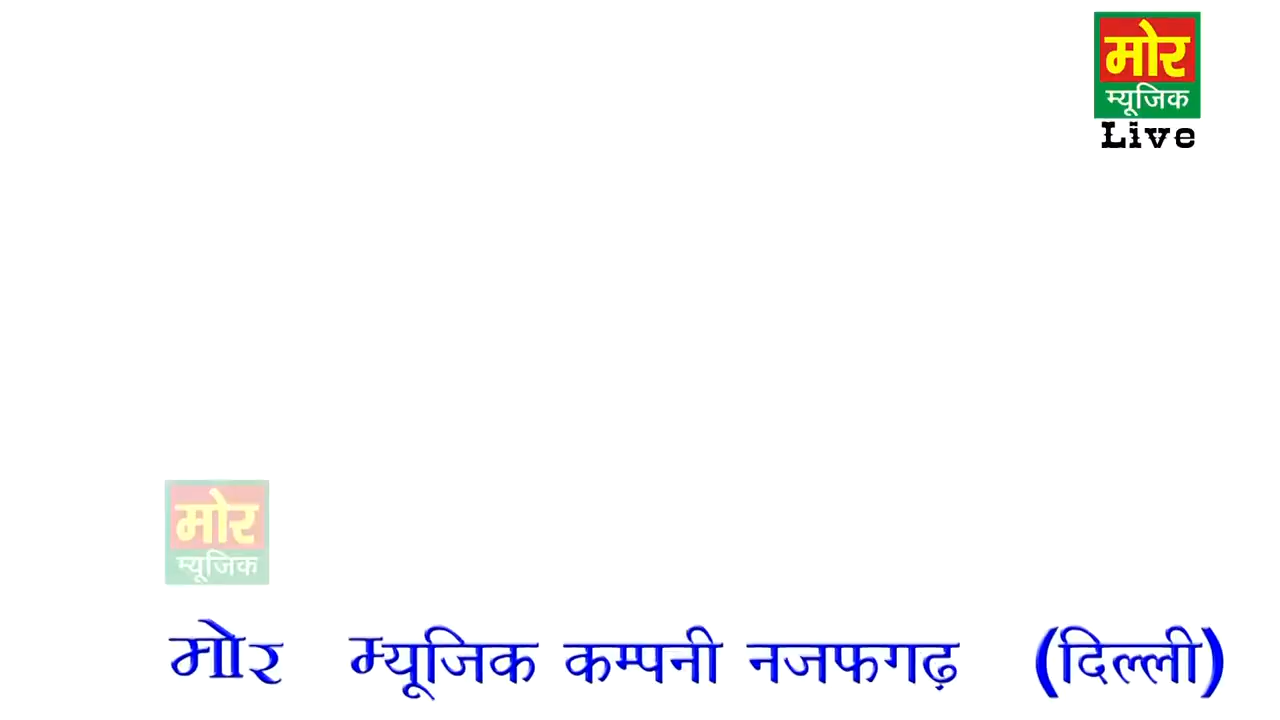 मोर
म्यूजिक
Live
मोर
म्यूजिक
मोर म्यूजिक कम्पनी नजफगढ़ (दिल्ली)